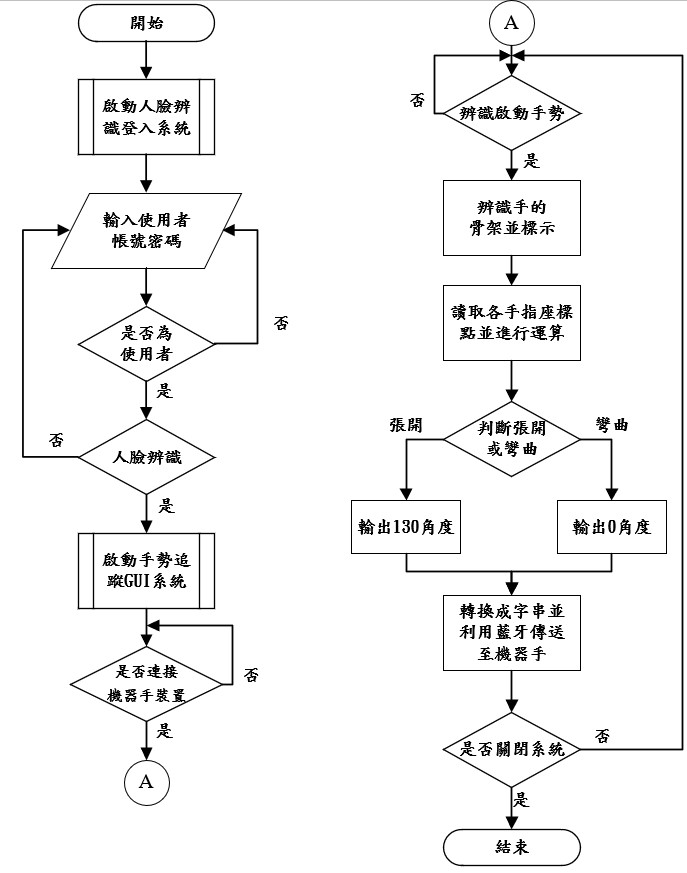 開始
啟動人臉辨
識登入系統
輸入使用者
帳號密碼
否
是否為
使用者
是
否
人臉辨識
是
啟動手勢追
蹤GUI系統
是否連接
機器手裝置
否
是
A
A
否
辨識啟動手勢
是
辨識手的
骨架並標示
讀取各手指座標
點並進行運算
張開
判斷張開
或彎曲
彎曲
輸出130角度
輸出0角度
轉換成字串並
利用藍牙傳送
至機器手
是否關閉系統
否
是
結束